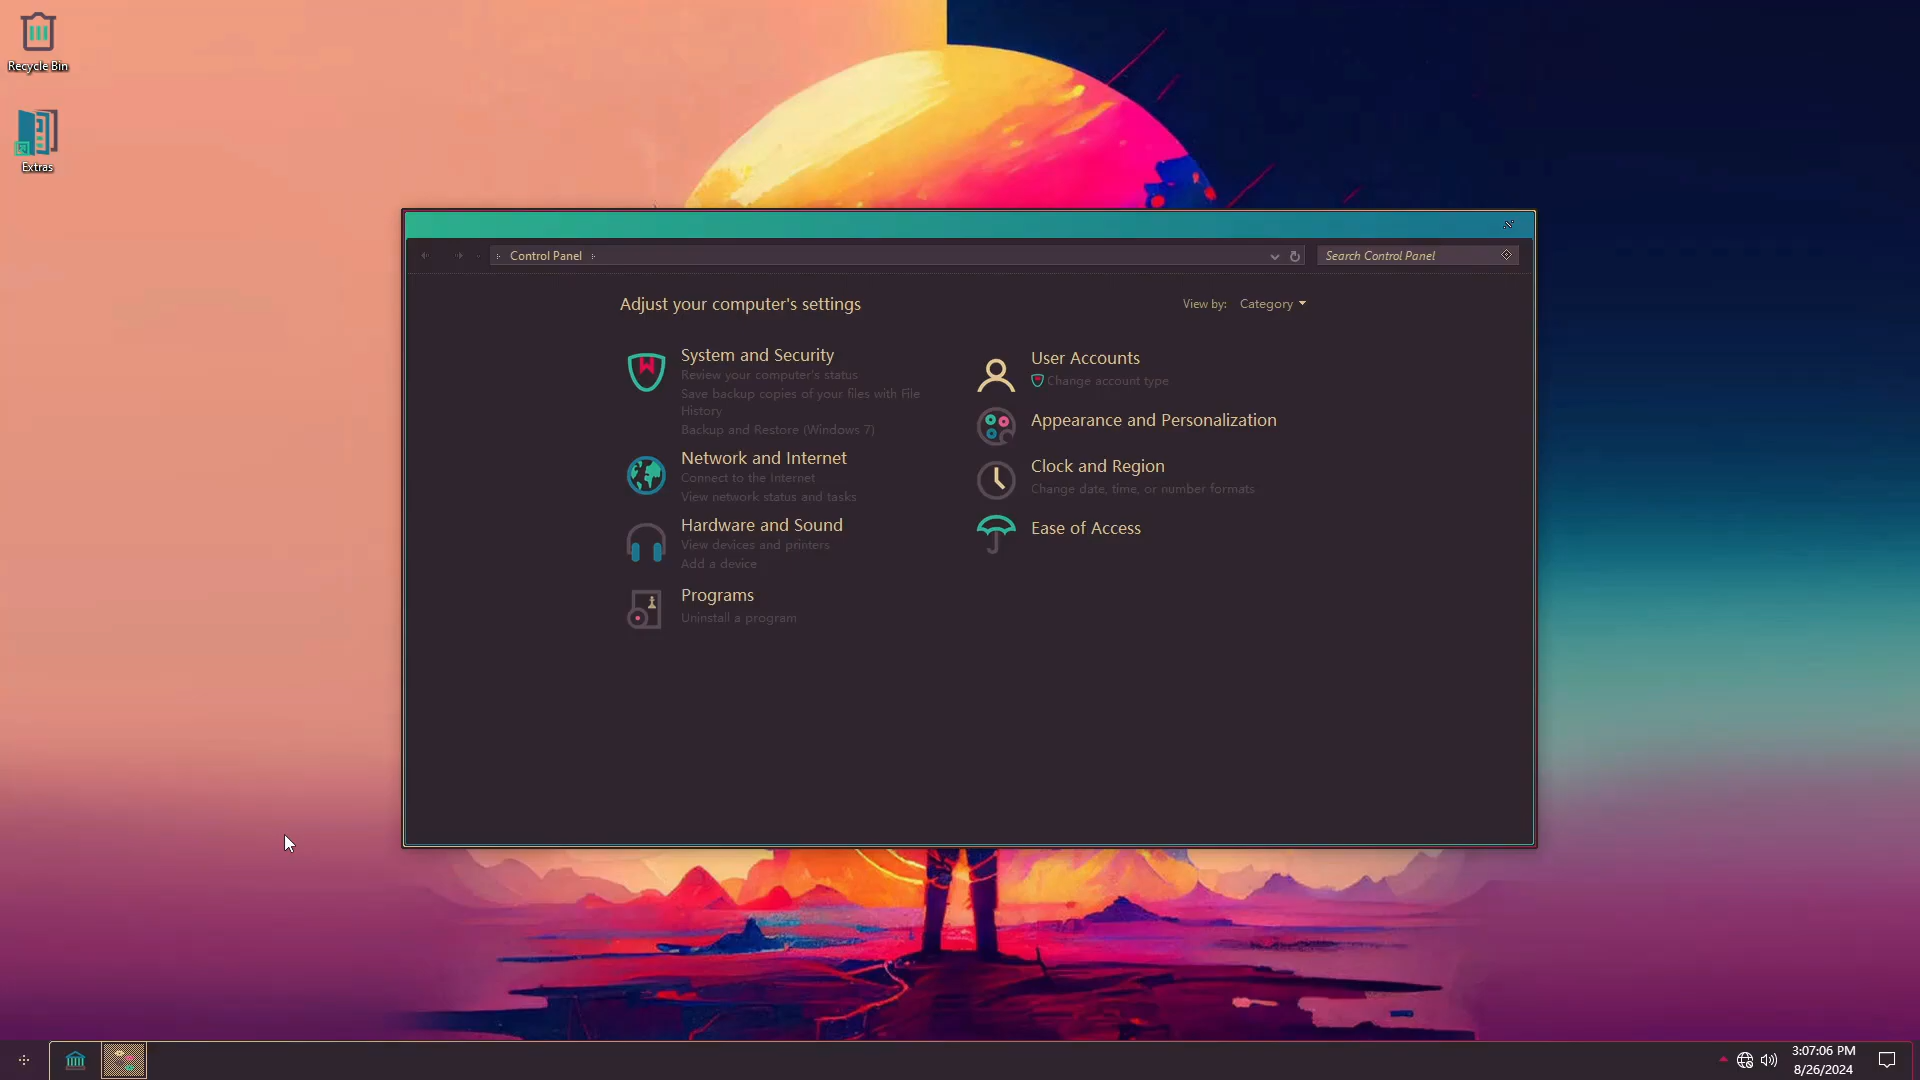 Recycle Bin
Extras
Control Panel
Search Control Panel
Adjust your computer's settings
View by: Category
System and Security
Review your computer's status
Save backup copies of your files with File
History
Backup and Restore (Windows 7)
Network and Internet
Connect to the Internet
View network status and tasks
Hardware and Sound
View devices and printers
Add a device
Programs
Uninstall a program
User Accounts
Change account type
Appearance and Personalization
Clock and Region
Change date, time, or number formats
Ease of Access
3:07:06 PM
8/26/2024